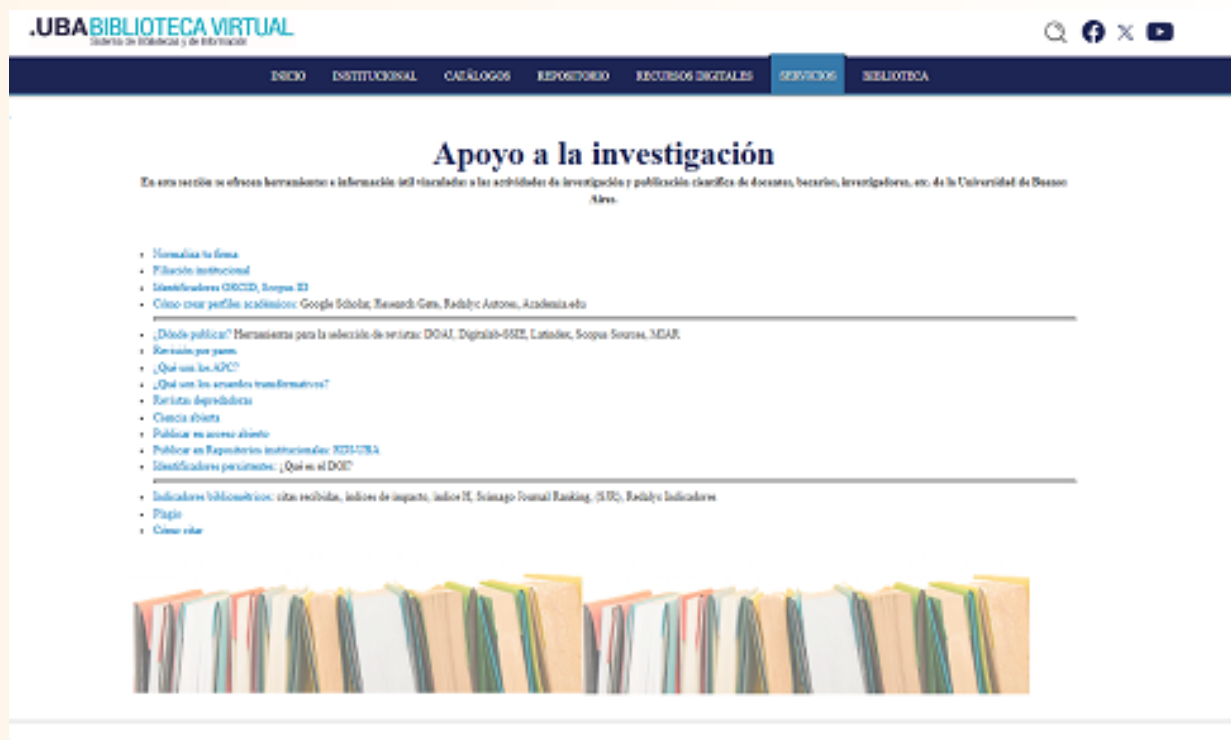 .UBA BIBLIOTECA VIRTUAL
Sistema de Bibliotecas y de Información
INICIO INSTITUCIONAL CATÁLOGOS REPOSITORIO RECURSOS DIGITALES SERVICIOS BIBLIOTECA
Apoyo a la investigación
En esta sección se ofrecen herramientas e información útil vinculadas a las actividades de investigación y publicación científica de docentes, becarios, investigadores, etc. de la Universidad de Buenos
Aires.
Normaliza tu firma
Filiación institucional
Identificadores ORCID, Scopus ID
Cómo crear perfiles académicos: Google Scholar, Research Gate, Redalyc Autores, Academia.edu
¿Dónde publicar? Herramientas para la selección de revistas: DOAJ, Latindex, Scopus Sources, MIAR
Revisión por pares
¿Qué son los APC?
¿Qué son los acuerdos transformativos?
Revistas depredadoras
Ciencia abierta
Publicar en acceso abierto
Publicar en Repositorios institucionales: RDI-UBA
Identificadores persistentes: ¿Qué es el DOI?
Indicadores bibliométricos: citas recibidas, índices de impacto, índice H, Scimago Journal Ranking, (SJR), Redalyc Indicadores
Plagio
Cómo citar